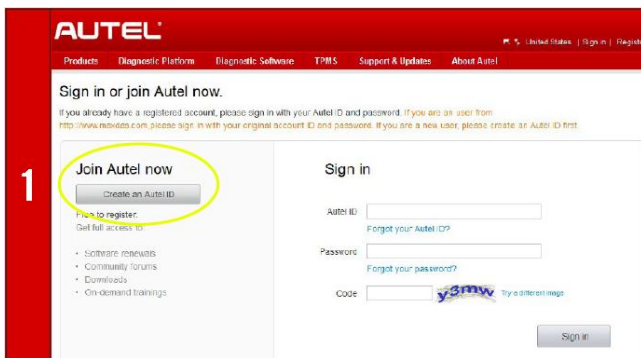 AUTEL
United States | Sign in | Regist
Products Diagnostic Platform Diagnostic Software TPMS Support & Updates About Autel
Sign in or join Autel now.
If you already have a registered account, please sign in with your Autel ID and password. If you are an user from
http://www.maxidas.com,please sign in with your original account ID and password. If you are a new user, please create an Autel ID first.
1
Join Autel now
Create an Autel ID
Free to register.
Get full access to:
• Software renewals
• Community forums
• Downloads
• On-demand trainings
Sign in
Autel ID
Forgot your Autel ID?
Password
Forgot your password?
Code y3mw Try a different image
Sign in